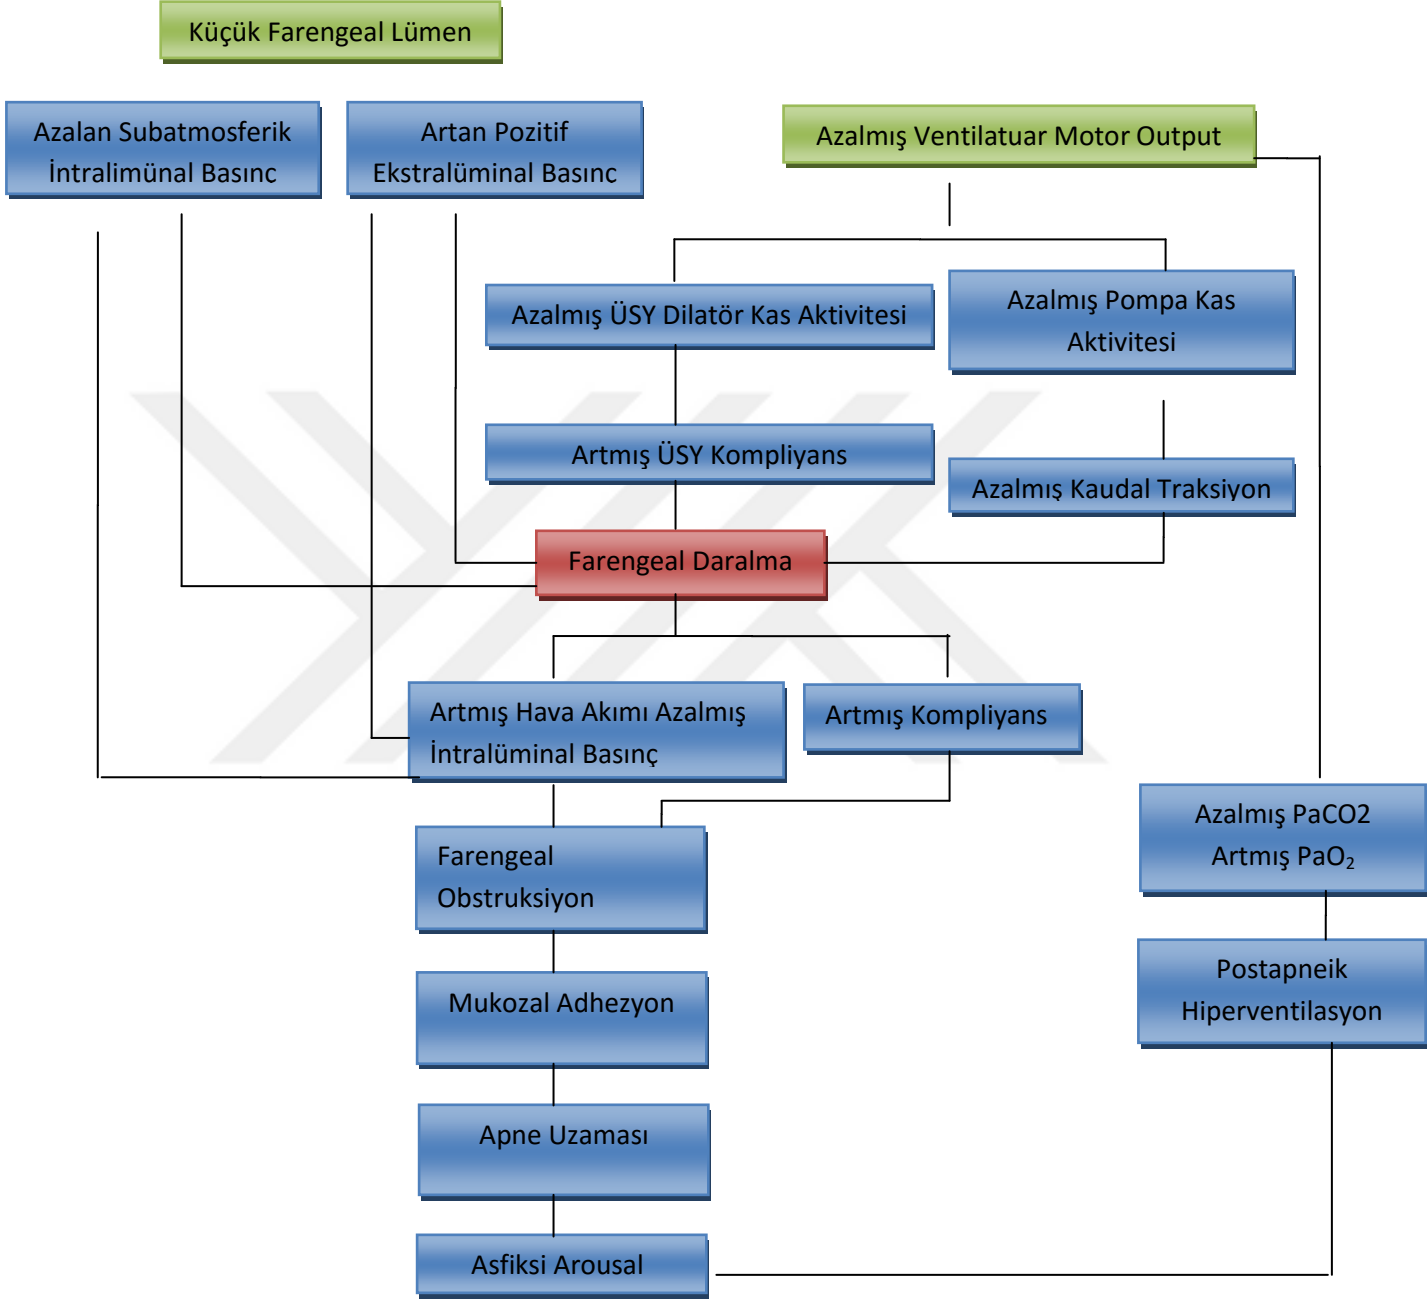 Küçük Farengeal Lümen
Azalan Subatmosferik
İntralimünal Basınc
Artan Pozitif
Ekstralüminal Basınc
Azalmış Ventilatuar Motor Output
Azalmış ÜSY Dilatör Kas Aktivitesi
Azalmış Pompa Kas
Aktivitesi
Artmış ÜSY Kompliyans
Azalmış Kaudal Traksiyon
Farengeal Daralma
Artmış Hava Akımı Azalmış
İntralüminal Basınç
Artmış Kompliyans
Azalmış PaCO2
Artmış PaO₂
Farengeal
Obstruksiyon
Postapneik
Hiperventilasyon
Mukozal Adhezyon
Apne Uzaması
Asfiksi Arousal